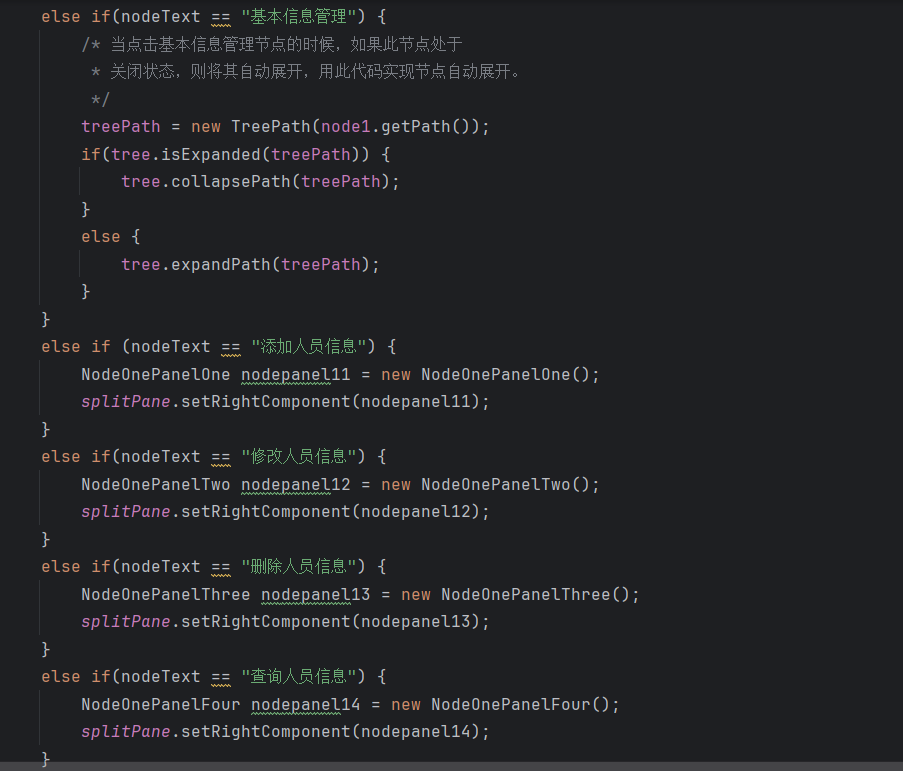 else if(nodeText == "基本信息管理") {
/* 当点击基本信息管理节点的时候，如果此节点处于
* 关闭状态，则将其自动展开，用此代码实现节点自动展开。
*/
treePath = new TreePath(node1.getPath());
if(tree.isExpanded(treePath)) {
tree.collapsePath(treePath);
}
else {
tree.expandPath(treePath);
}
}
else if (nodeText == "添加人员信息") {
NodeOnePanelOne nodepanel11 = new NodeOnePanelOne();
splitPane.setRightComponent(nodepanel11);
}
else if(nodeText == "修改人员信息") {
NodeOnePanelTwo nodepanel12 = new NodeOnePanelTwo();
splitPane.setRightComponent(nodepanel12);
}
else if(nodeText == "删除人员信息") {
NodeOnePanelThree nodepanel13 = new NodeOnePanelThree();
splitPane.setRightComponent(nodepanel13);
}
else if(nodeText == "查询人员信息") {
NodeOnePanelFour nodepanel14 = new NodeOnePanelFour();
splitPane.setRightComponent(nodepanel14);
}